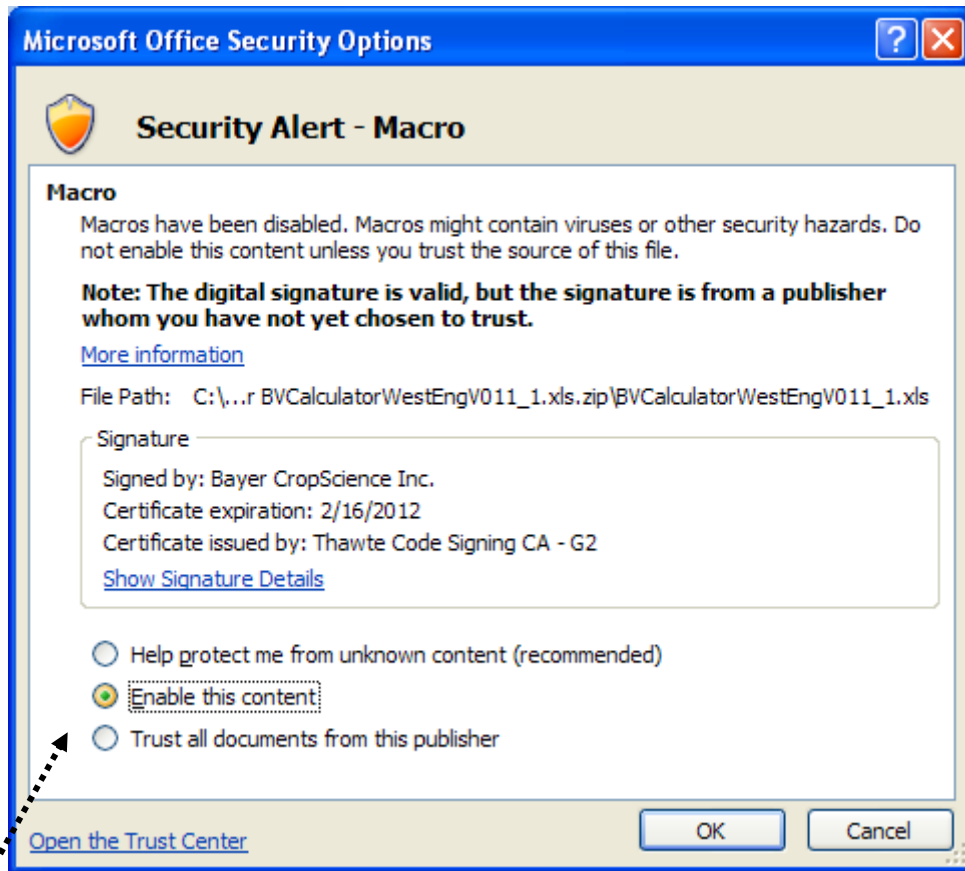 Microsoft Office Security Options
Security Alert - Macro
Macro
Macros have been disabled. Macros might contain viruses or other security hazards. Do
not enable this content unless you trust the source of this file.
Note: The digital signature is valid, but the signature is from a publisher
whom you have not yet chosen to trust.
More information
File Path: C:\...r BVCalculatorWestEngV011_1.xls.zip\BVCalculatorWestEngV011_1.xls
Signature
Signed by: Bayer CropScience Inc.
Certificate expiration: 2/16/2012
Certificate issued by: Thawte Code Signing CA - G2
Show Signature Details
Help protect me from unknown content (recommended)
Enable this content
Trust all documents from this publisher
Open the Trust Center
OK
Cancel